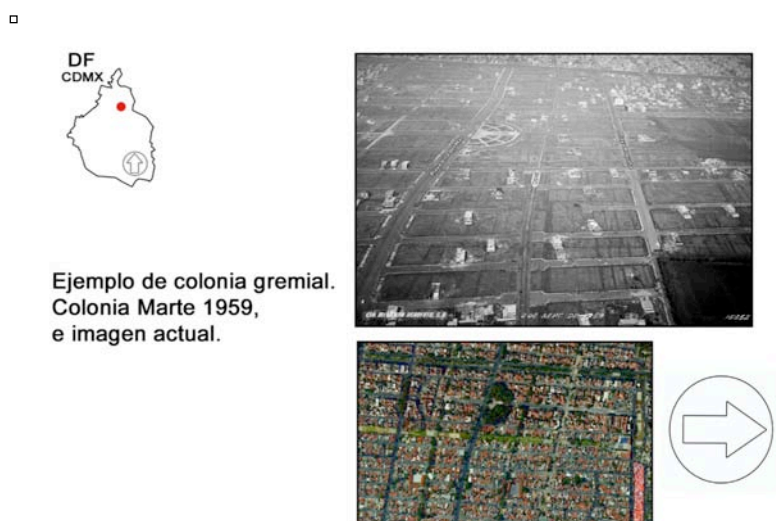 DF
CDMX
Ejemplo de colonia gremial.
Colonia Marte 1959,
e imagen actual.